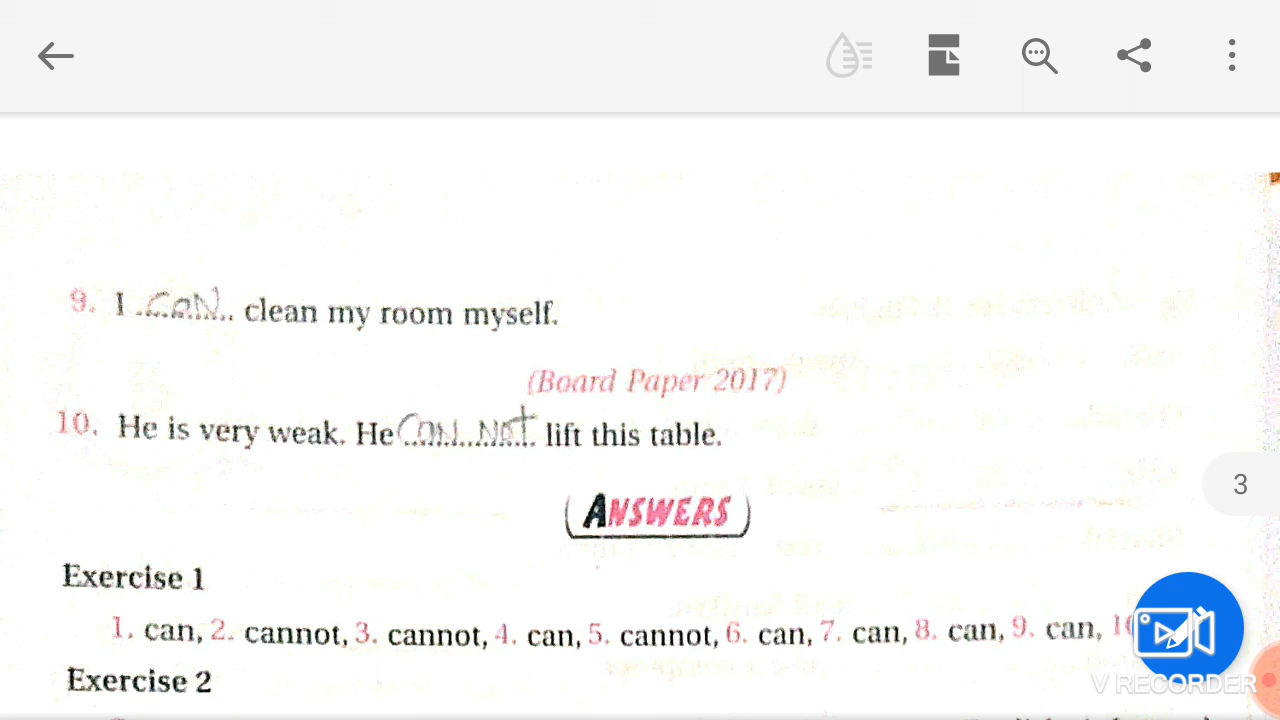 9. I .CAN.. clean my room myself.
(Board Paper 2017)
10. He is very weak. He CAN NOT lift this table.
3
ANSWERS
Exercise 1
1. can, 2. cannot, 3. cannot, 4. can, 5. cannot, 6. can, 7. can, 8. can, 9. can,
V RECORDER
Exercise 2